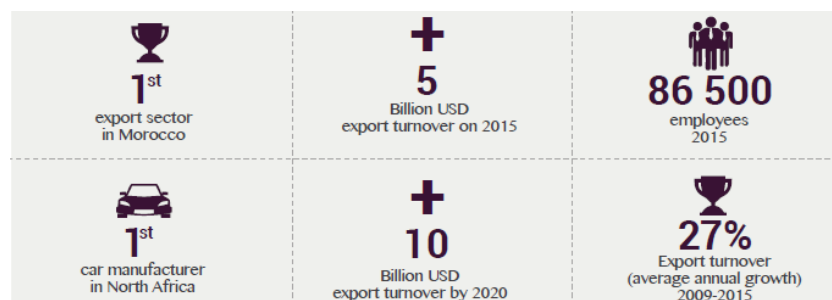 1st
export sector
in Morocco
+
5
Billion USD
export turnover on 2015
86 500
employees
2015
1st
car manufacturer
in North Africa
+
10
Billion USD
export turnover by 2020
27%
Export turnover
(average annual growth)
2009-2015